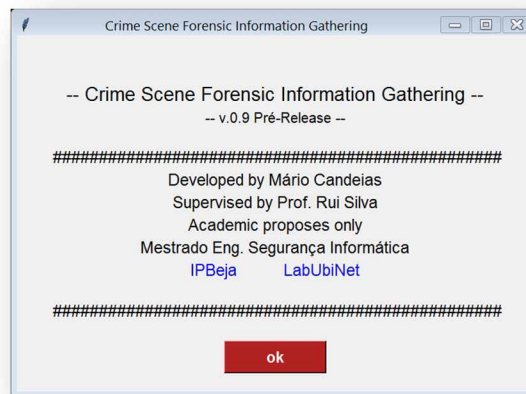 Crime Scene Forensic Information Gathering
-- Crime Scene Forensic Information Gathering --
-- v.0.9 Pré-Release --
################################################
Developed by Mário Candeias
Supervised by Prof. Rui Silva
Academic proposes only
Mestrado Eng. Segurança Informática
IPBeja LabUbiNet
################################################
ok